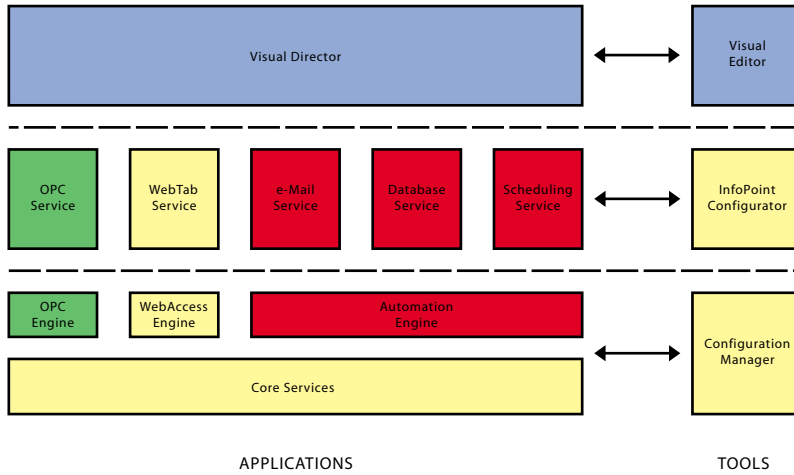 Visual Director
Visual
Editor
OPC
Service
WebTab
Service
e-Mail
Service
Database
Service
Scheduling
Service
InfoPoint
Configurator
OPC
Engine
WebAccess
Engine
Automation
Engine
Configuration
Manager
Core Services
APPLICATIONS
TOOLS